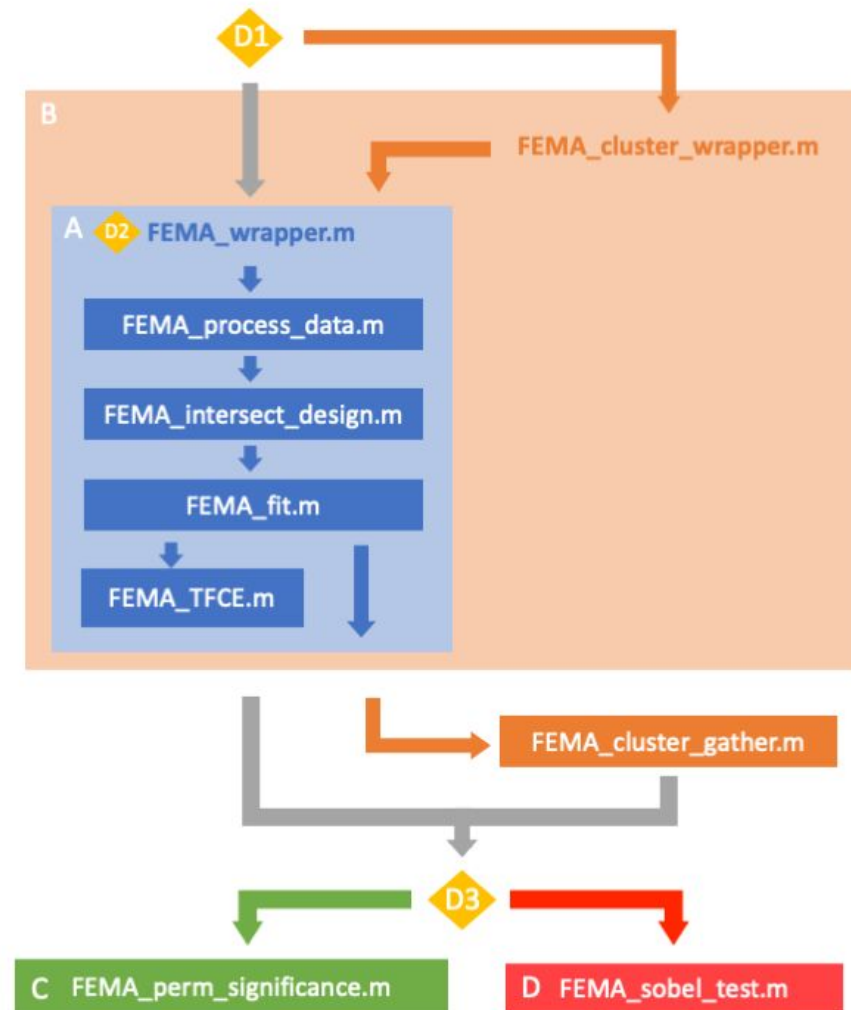 D1
B
FEMA_cluster_wrapper.m
A D2 FEMA_wrapper.m
FEMA_process_data.m
FEMA_intersect_design.m
FEMA_fit.m
FEMA_TFCE.m
FEMA_cluster_gather.m
D3
C FEMA_perm_significance.m
D FEMA_sobel_test.m